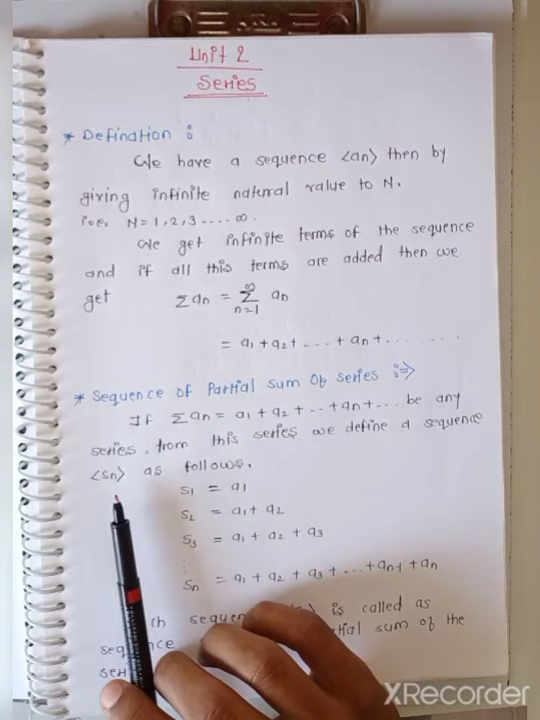 Unit 2
Series
* Defination :
We have a sequence <an> then by
giving infinite natural value to N.
i.e. N = 1, 2, 3 ..... ∞.
We get infinite terms of the sequence
and if all this terms are added then we
get Σ an = ∞ Σ n=1 an
= a1 + a2 + ... + an + .......
* Sequence of Partial sum of series :⇒
If Σ an = a1 + a2 + .. + an + ... be any
series, from this series we define a sequence
<sn> as follows.
S1 = a1
S2 = a1 + a2
S3 = a1 + a2 + a3
⋮
Sn = a1 + a2 + a3 + ... + an-1 + an
is called as
sum of the
XRecorder